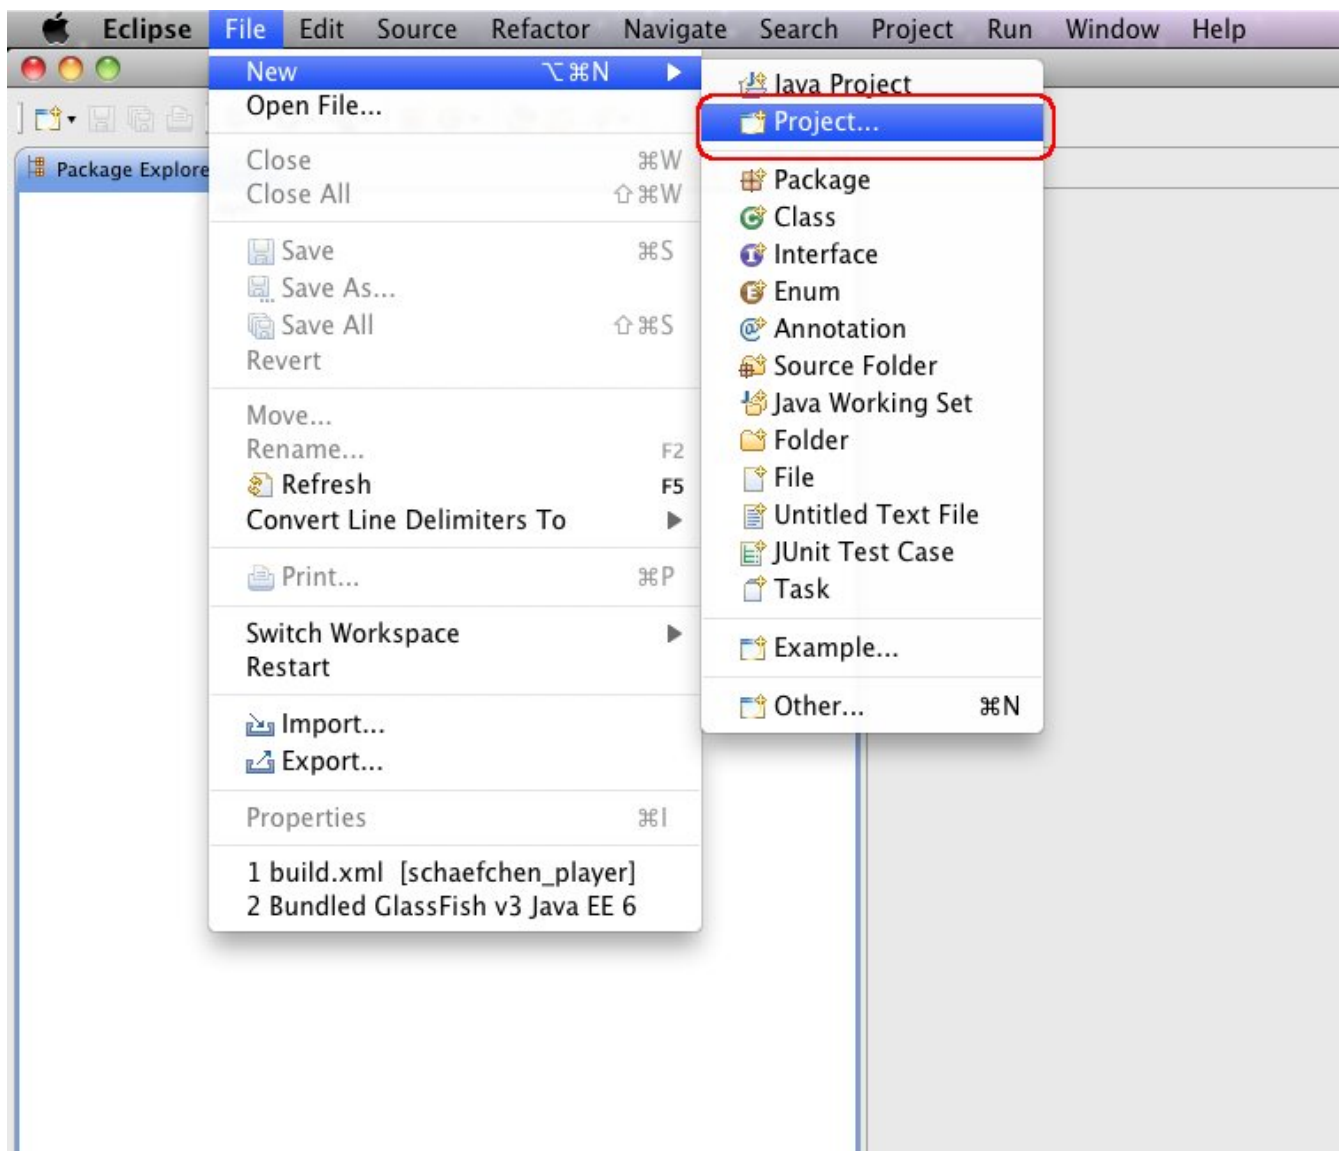 Eclipse File Edit Source Refactor Navigate Search Project Run Window Help
New ⌥⌘N ▶
Open File...
Close ⌘W
Close All ⇧⌘W
Save ⌘S
Save As...
Save All ⇧⌘S
Revert
Move...
Rename... F2
Refresh F5
Convert Line Delimiters To ▶
Print... ⌘P
Switch Workspace ▶
Restart
Import...
Export...
Properties ⌘I
1 build.xml [schaefchen_player]
2 Bundled GlassFish v3 Java EE 6
Java Project
Project...
Package
Class
Interface
Enum
Annotation
Source Folder
Java Working Set
Folder
File
Untitled Text File
JUnit Test Case
Task
Example...
Other... ⌘N
Package Explore